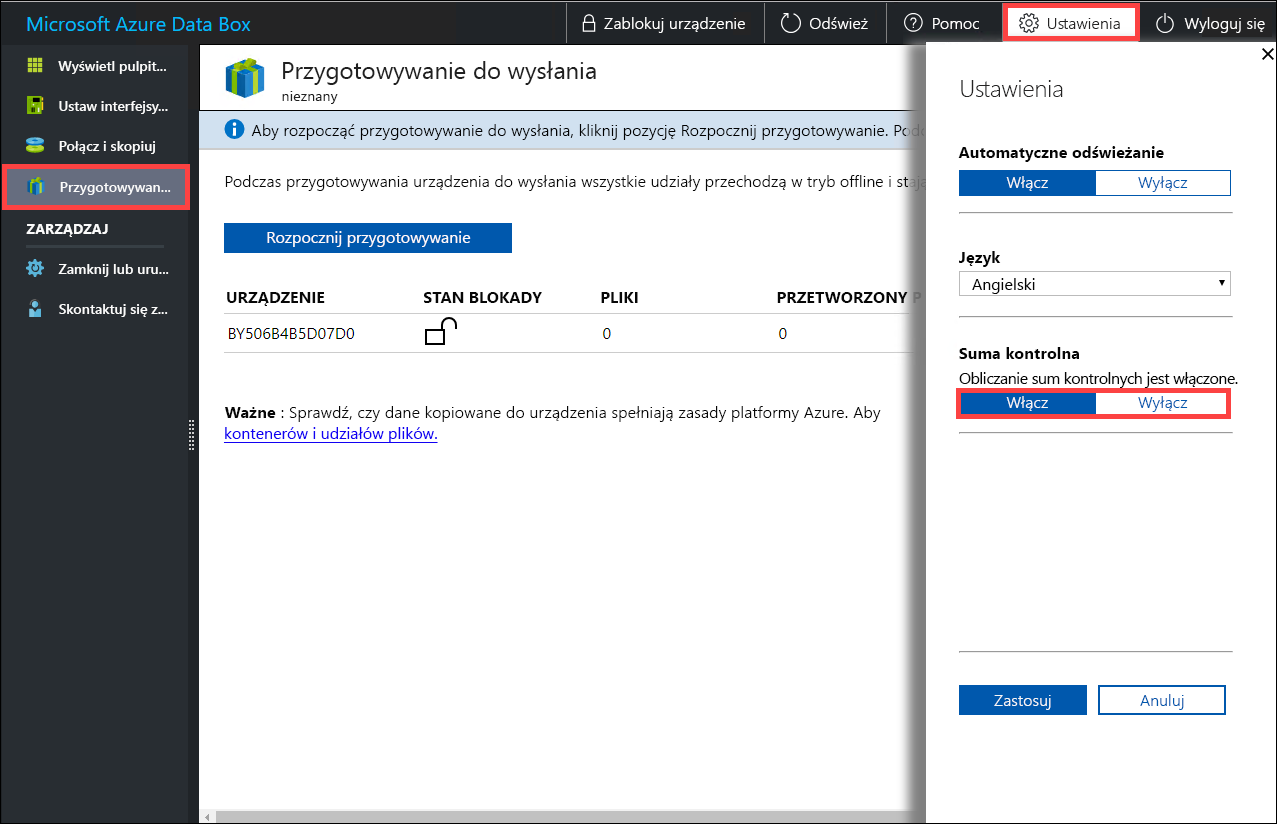 Microsoft Azure Data Box
Zablokuj urządzenie
Odśwież
Pomoc
Ustawienia
Wyloguj się
Wyświetl pulpit...
Ustaw interfejsy...
Połącz i skopiuj
Przygotowywan...
ZARZĄDZAJ
Zamknij lub uru...
Skontaktuj się z...
Przygotowywanie do wysłania
nieznany
Aby rozpocząć przygotowywanie do wysłania, kliknij pozycję Rozpocznij przygotowywanie.
Podczas przygotowywania urządzenia do wysłania wszystkie udziały przechodzą w tryb offline i stają
Rozpocznij przygotowywanie
URZĄDZENIE STAN BLOKADY PLIKI PRZETWORZONY P
BY506B4B5D07D0 0 0
Ważne : Sprawdź, czy dane kopiowane do urządzenia spełniają zasady platformy Azure. Aby
kontenerów i udziałów plików.
Ustawienia
Automatyczne odświeżanie
Włącz Wyłącz
Język
Angielski
Suma kontrolna
Obliczanie sum kontrolnych jest włączone.
Włącz Wyłącz
Zastosuj Anuluj